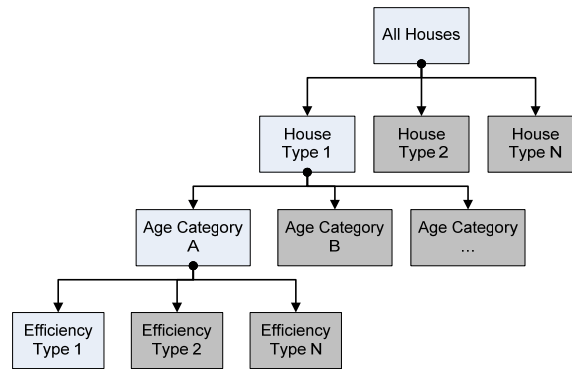 All Houses
House
Type 1
House
Type 2
House
Type N
Age Category
A
Age Category
B
Age Category
...
Efficiency
Type 1
Efficiency
Type 2
Efficiency
Type N